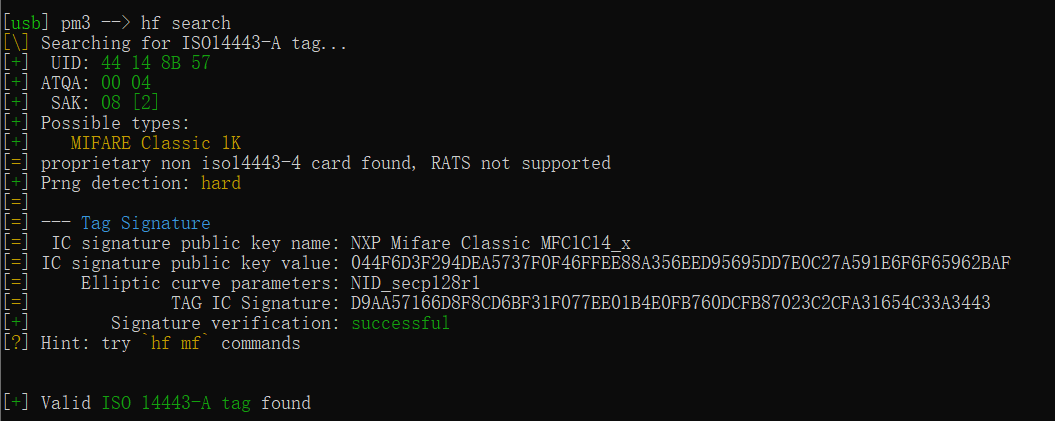 [usb] pm3 --> hf search
[\] Searching for ISO14443-A tag...
[+]  UID: 44 14 8B 57
[+] ATQA: 00 04
[+]  SAK: 08 [2]
[+] Possible types:
[+]    MIFARE Classic 1K
[=] proprietary non iso14443-4 card found, RATS not supported
[+] Prng detection: hard
[=]
[=] --- Tag Signature
[=]  IC signature public key name: NXP Mifare Classic MFC1C14_x
[=] IC signature public key value: 044F6D3F294DEA5737F0F46FFEE88A356EED95695DD7E0C27A591E6F6F65962BAF
[=]     Elliptic curve parameters: NID_secp128r1
[=]              TAG IC Signature: D9AA57166D8F8CD6BF31F077EE01B4E0FB760DCFB87023C2CFA31654C33A3443
[+]        Signature verification: successful
[?] Hint: try `hf mf` commands
[+] Valid ISO 14443-A tag found